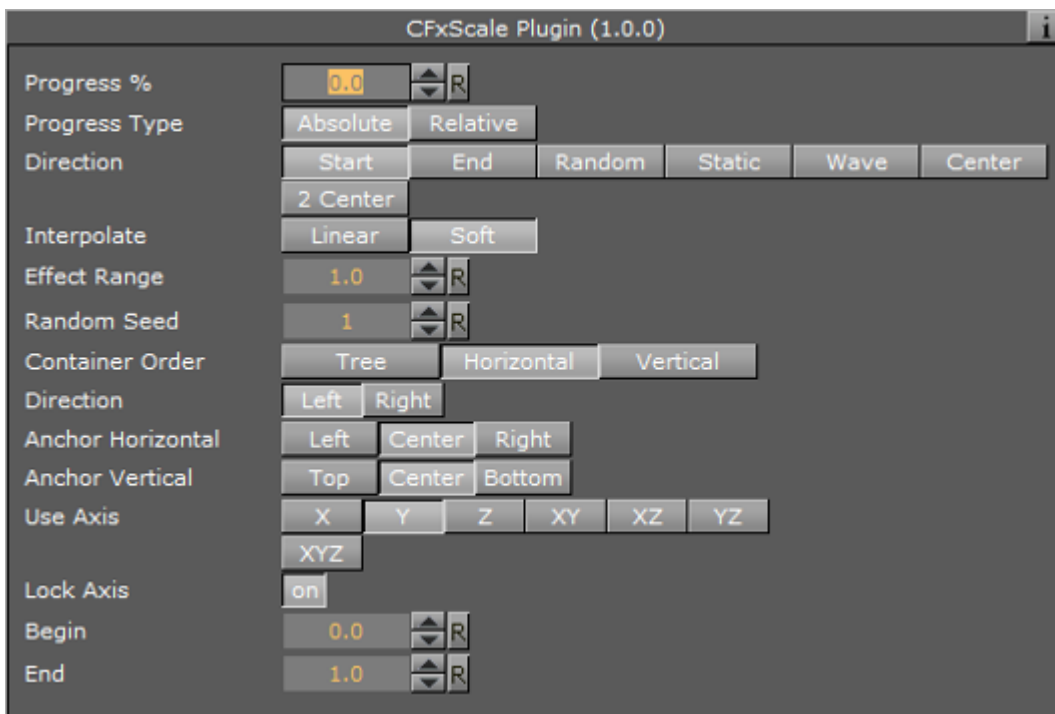 CFxScale Plugin (1.0.0) i
Progress % 0.0 R
Progress Type Absolute Relative
Direction Start End Random Static Wave Center
2 Center
Interpolate Linear Soft
Effect Range 1.0 R
Random Seed 1 R
Container Order Tree Horizontal Vertical
Direction Left Right
Anchor Horizontal Left Center Right
Anchor Vertical Top Center Bottom
Use Axis X Y Z XY XZ YZ
XYZ
Lock Axis on
Begin 0.0 R
End 1.0 R